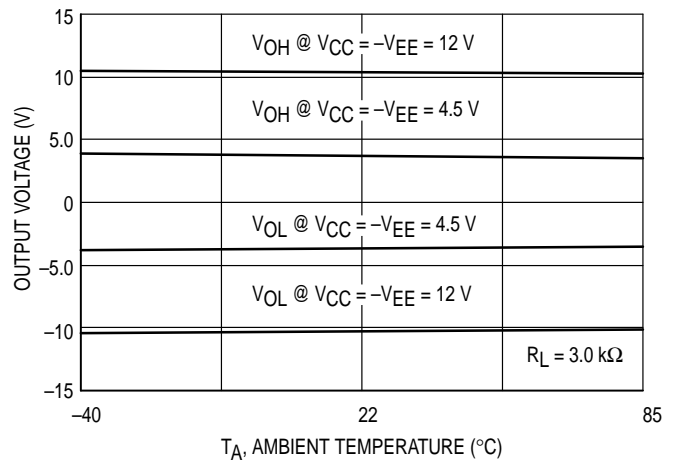 15
10
5.0
0
–5.0
–10
–15
OUTPUT VOLTAGE (V)
VOH @ VCC = –VEE = 12 V
VOH @ VCC = –VEE = 4.5 V
VOL @ VCC = –VEE = 4.5 V
VOL @ VCC = –VEE = 12 V
RL = 3.0 kΩ
–40
22
85
TA, AMBIENT TEMPERATURE (°C)